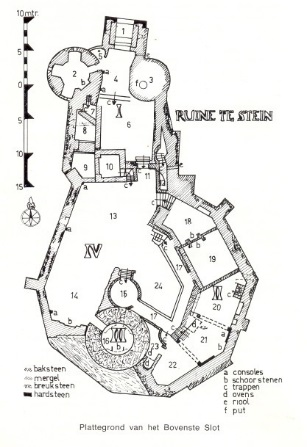 10 mtr.
5
0
5
10
15
RUINE TE STEIN
1
5
a
2
b
4
3
f
a
c
I
6
7
8
9
10
11
c
a
13
IV
18
b
19
17
24
c
15
14
a
b
17
III
16
a
b
23
22
21
20
a
b
c
d
baksteen
mergel
breuksteen
hardsteen
a consoles
b schoorstenen
c trappen
d ovens
e riool
f put
Plattegrond van het Bovenste Slot